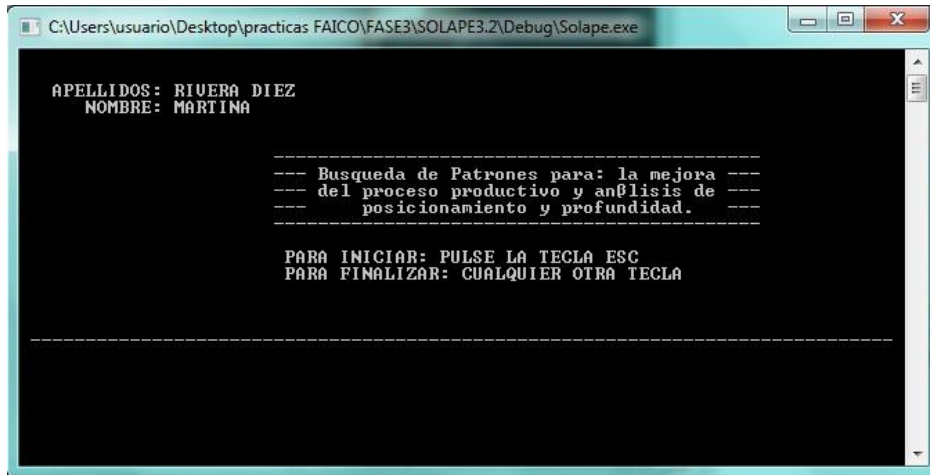 C:\Users\usuario\Desktop\practicas FAICO\FASE3\SOLAPE3.2\Debug\Solape.exe
APELLIDOS: RIVERA DIEZ
NOMBRE: MARTINA
--------------------------------------------
--- Busqueda de Patrones para: la mejora ---
--- del proceso productivo y anßlisis de ---
--- posicionamiento y profundidad. ---
--------------------------------------------
PARA INICIAR: PULSE LA TECLA ESC
PARA FINALIZAR: CUALQUIER OTRA TECLA
------------------------------------------------------------------------------